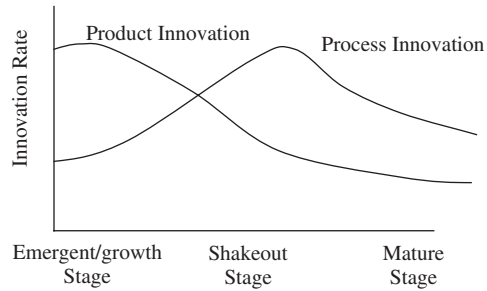 Product Innovation
Process Innovation
Innovation Rate
Emergent/growth
Stage
Shakeout
Stage
Mature
Stage